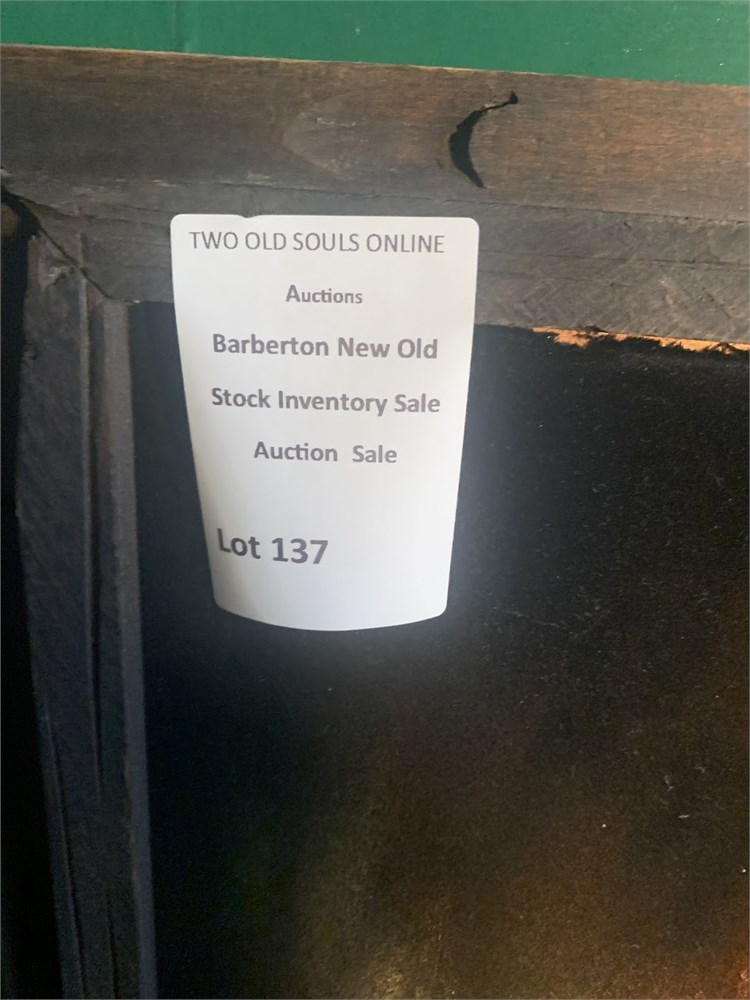 TWO OLD SOULS ONLINE
Auctions
Barberton New Old
Stock Inventory Sale
Auction Sale
Lot 137